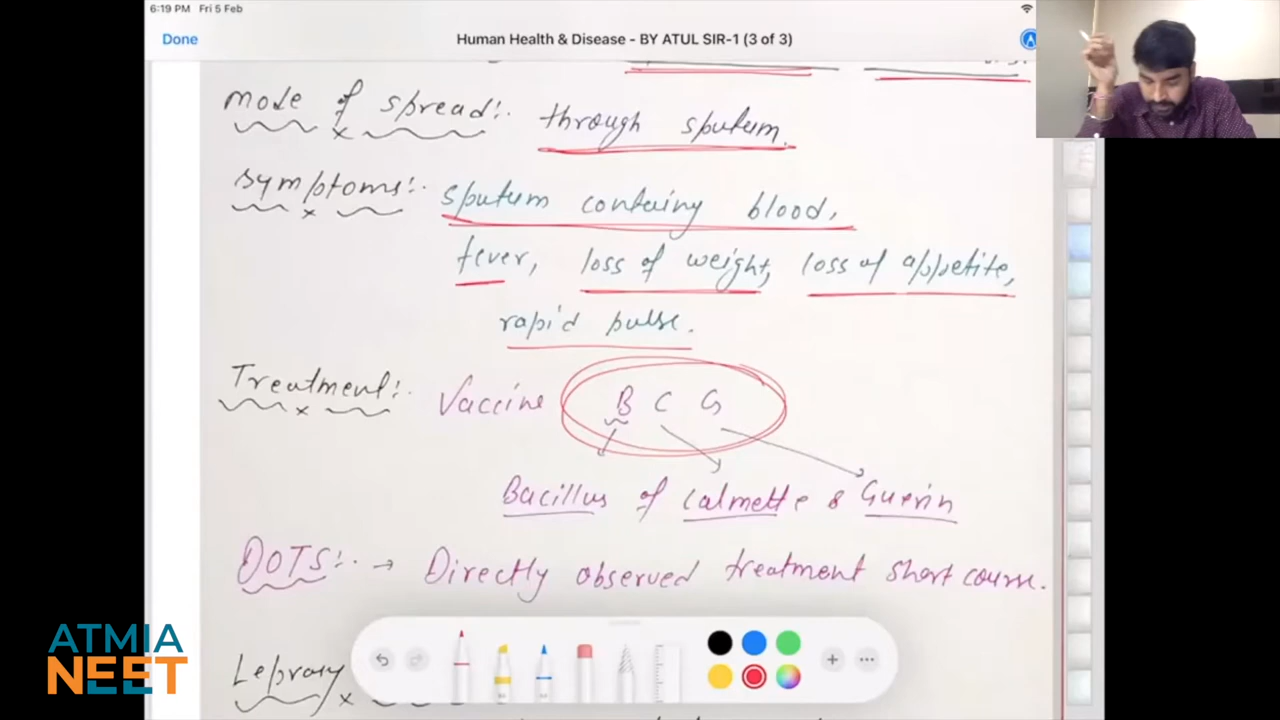 6:19 PM Fri 5 Feb
Done
Human Health & Disease - BY ATUL SIR-1 (3 of 3)
mode of spread:. through sputum.
Symptoms:. sputum containg blood,
fever, loss of weight, loss of appetite,
rapid pulse.
Treatment:. Vaccine B C G
Bacillus of Calmette & Guerin
DOTS:. → Directly observed treatment short course.
Leprosy
ATMIA
NEET